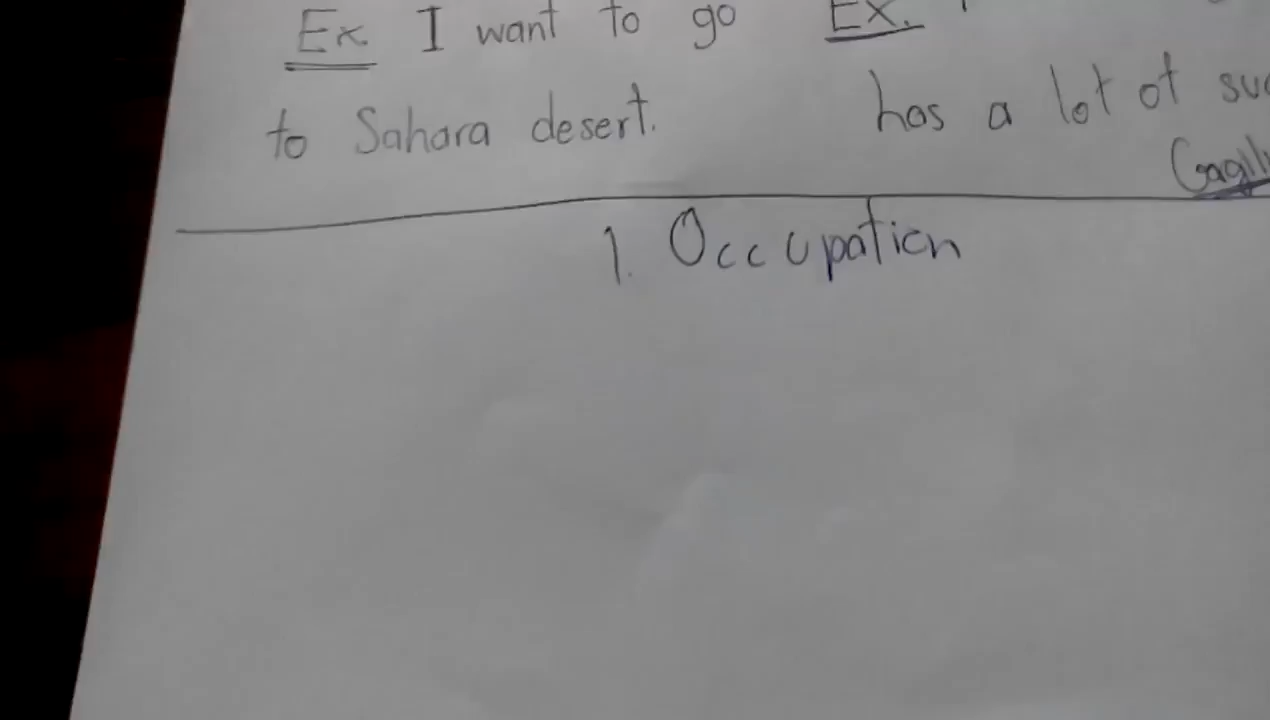 Ex. I want to go
to Sahara desert.
Ex.
has a lot of
1. Occupation